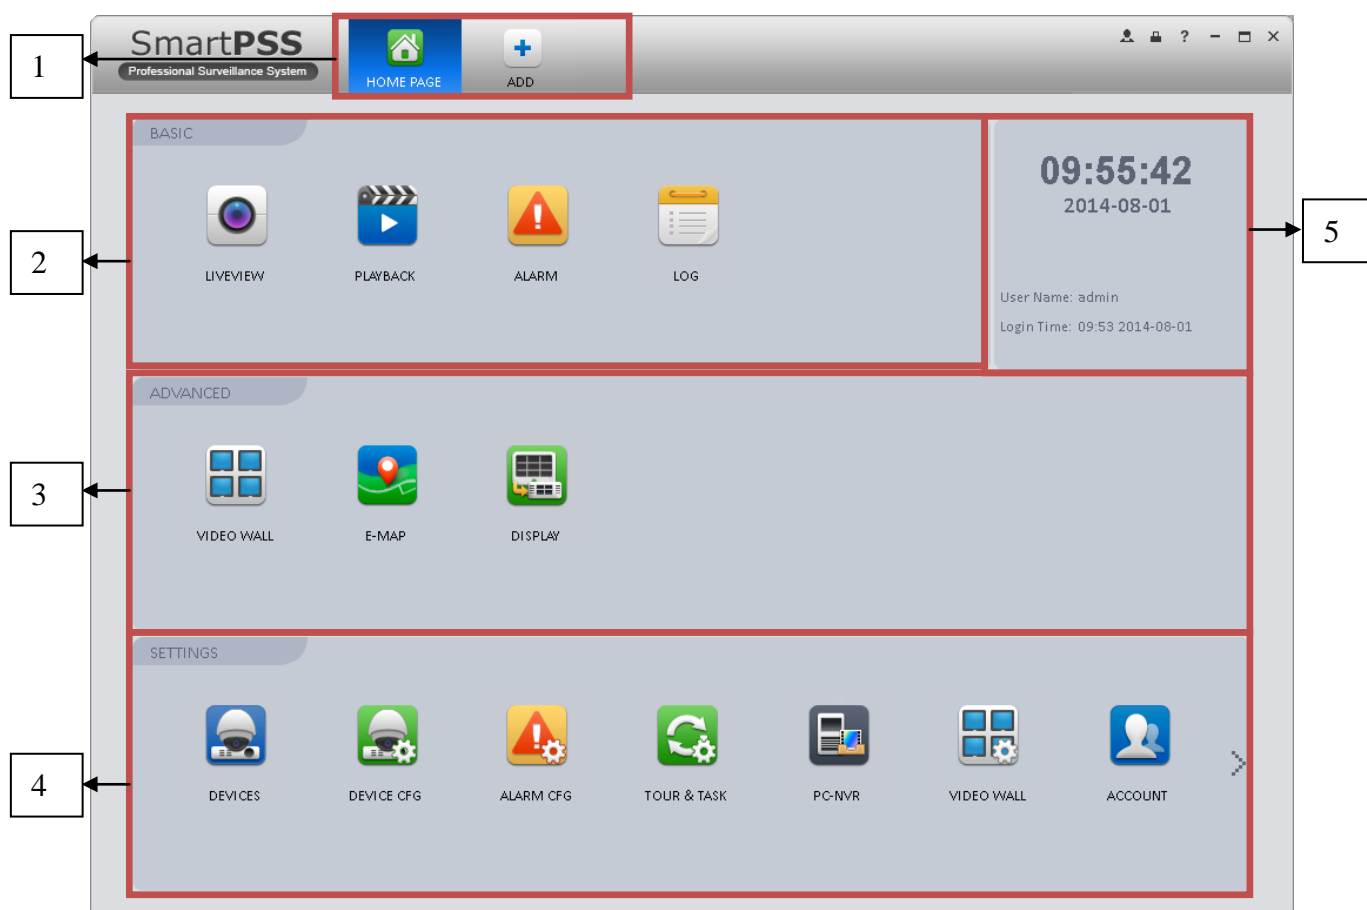 SmartPSS
Professional Surveillance System
HOME PAGE
ADD
?
1
BASIC
LIVEVIEW
PLAYBACK
ALARM
LOG
2
09:55:42
2014-08-01
User Name: admin
Login Time: 09:53 2014-08-01
5
ADVANCED
VIDEO WALL
E-MAP
DISPLAY
3
SETTINGS
DEVICES
DEVICE CFG
ALARM CFG
TOUR & TASK
PC-NVR
VIDEO WALL
ACCOUNT
4